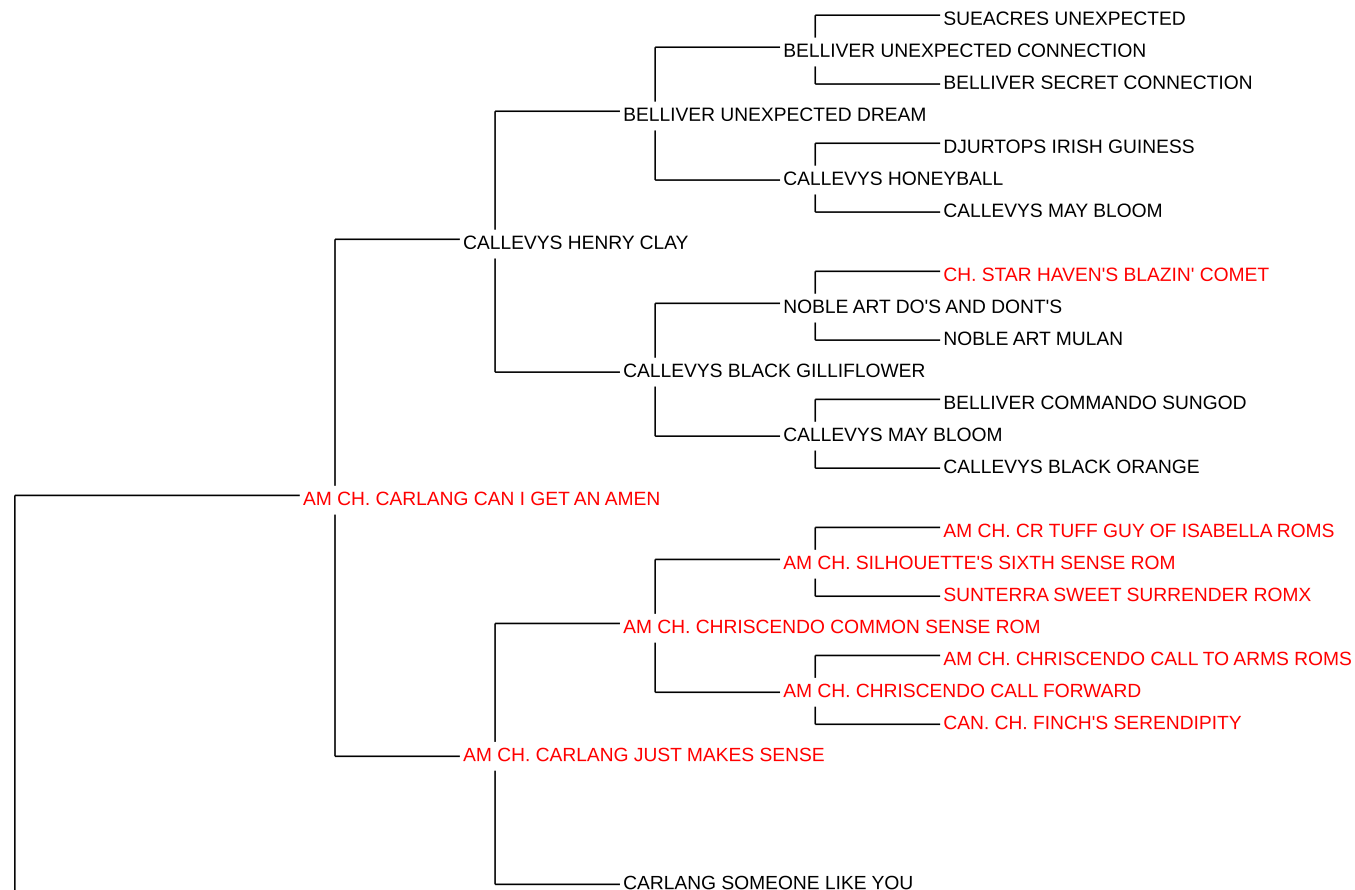 SUEACRES UNEXPECTED
BELLIVER UNEXPECTED CONNECTION
BELLIVER SECRET CONNECTION
BELLIVER UNEXPECTED DREAM
DJURTOPS IRISH GUINESS
CALLEVYS HONEYBALL
CALLEVYS MAY BLOOM
CALLEVYS HENRY CLAY
CH. STAR HAVEN'S BLAZIN' COMET
NOBLE ART DO'S AND DONT'S
NOBLE ART MULAN
CALLEVYS BLACK GILLIFLOWER
BELLIVER COMMANDO SUNGOD
CALLEVYS MAY BLOOM
CALLEVYS BLACK ORANGE
AM CH. CARLANG CAN I GET AN AMEN
AM CH. CR TUFF GUY OF ISABELLA ROMS
AM CH. SILHOUETTE'S SIXTH SENSE ROM
SUNTERRA SWEET SURRENDER ROMX
AM CH. CHRISCENDO COMMON SENSE ROM
AM CH. CHRISCENDO CALL TO ARMS ROMS
AM CH. CHRISCENDO CALL FORWARD
CAN. CH. FINCH'S SERENDIPITY
AM CH. CARLANG JUST MAKES SENSE
CARLANG SOMEONE LIKE YOU